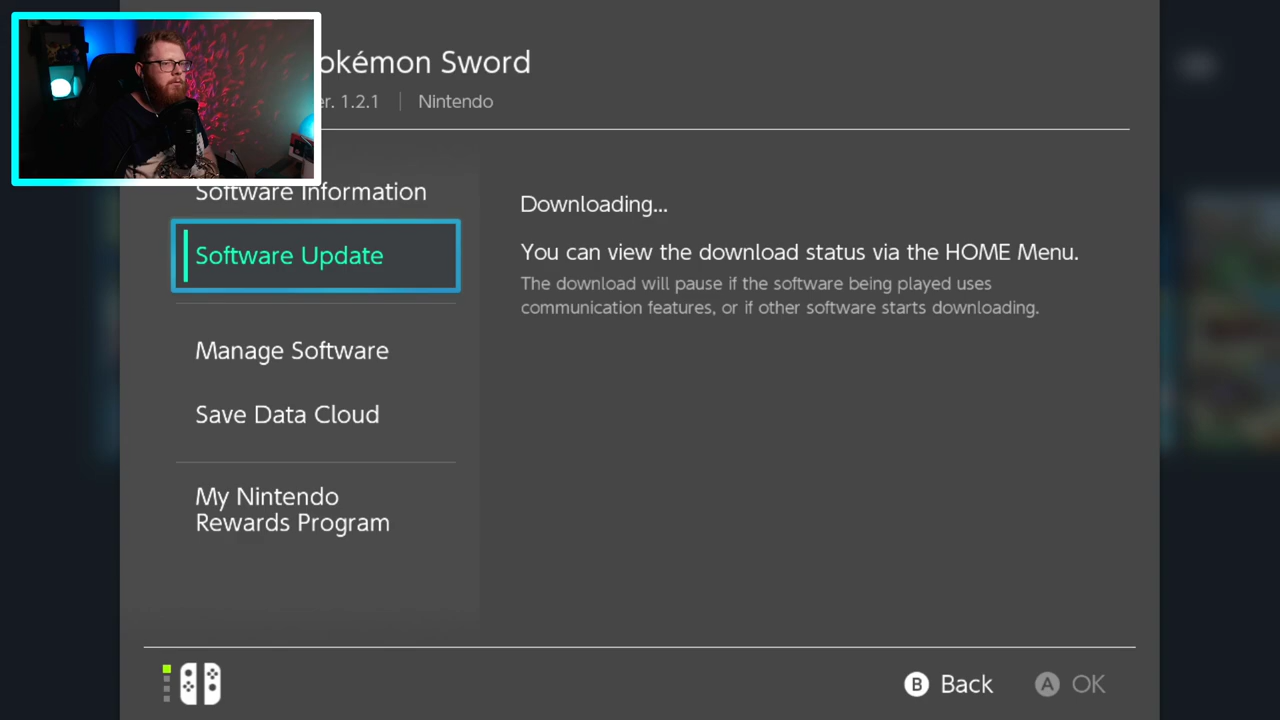 okémon Sword
er. 1.2.1 | Nintendo
Software Information
Software Update
Manage Software
Save Data Cloud
My Nintendo
Rewards Program
Downloading...
You can view the download status via the HOME Menu.
The download will pause if the software being played uses
communication features, or if other software starts downloading.
B Back
A OK